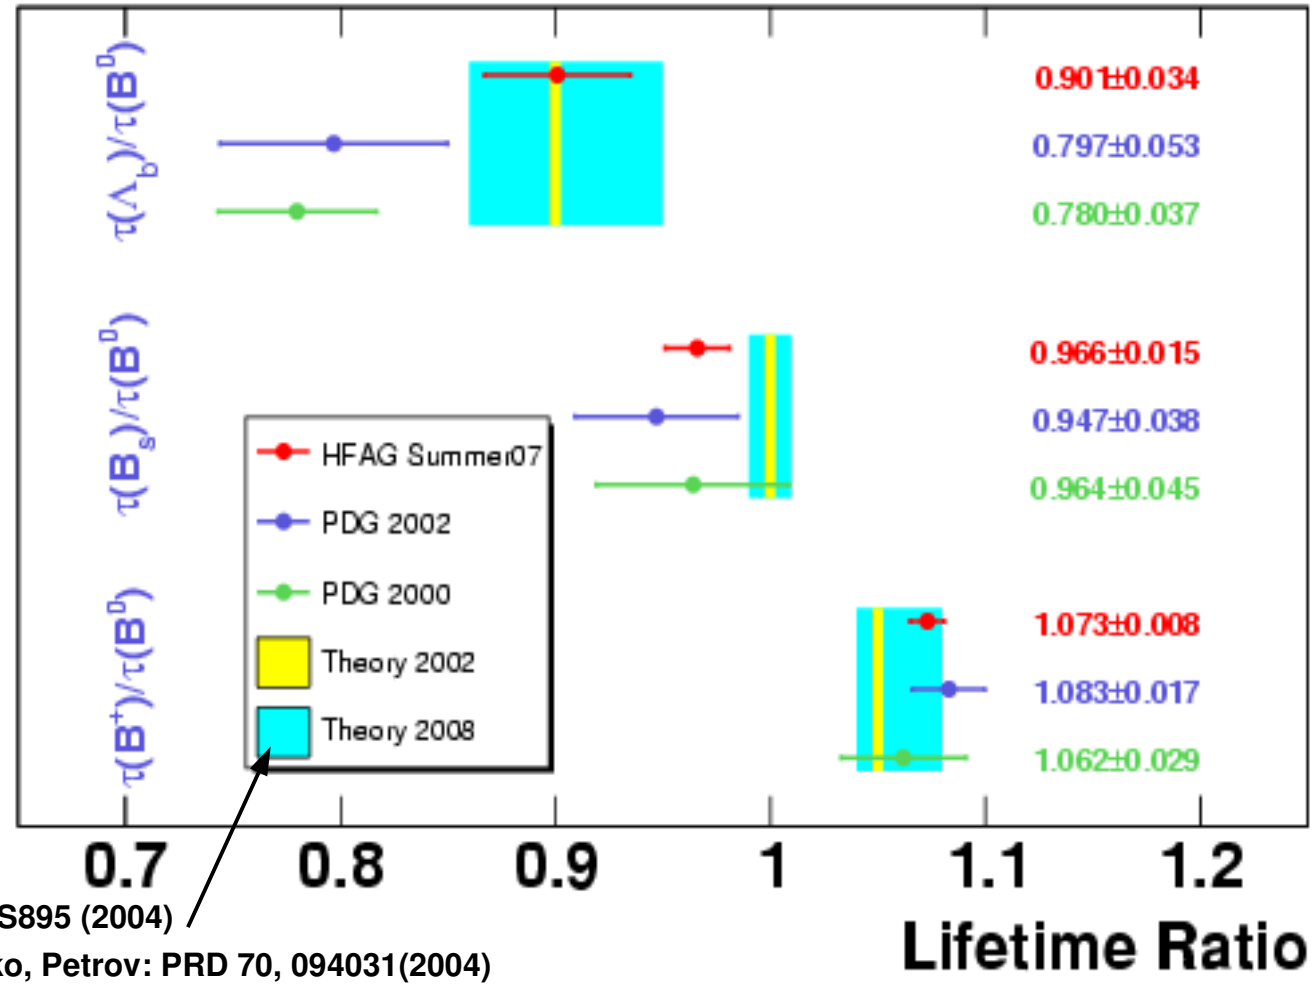 τ(Λb)/τ(B0)
0.901±0.034
0.797±0.053
0.780±0.037
τ(Bs)/τ(B0)
0.966±0.015
0.947±0.038
0.964±0.045
HFAG Summer07
PDG 2002
PDG 2000
Theory 2002
Theory 2008
τ(B+)/τ(B0)
1.073±0.008
1.083±0.017
1.062±0.029
0.7 0.8 0.9 1 1.1 1.2
Lifetime Ratio
S895 (2004)
ko, Petrov: PRD 70, 094031(2004)